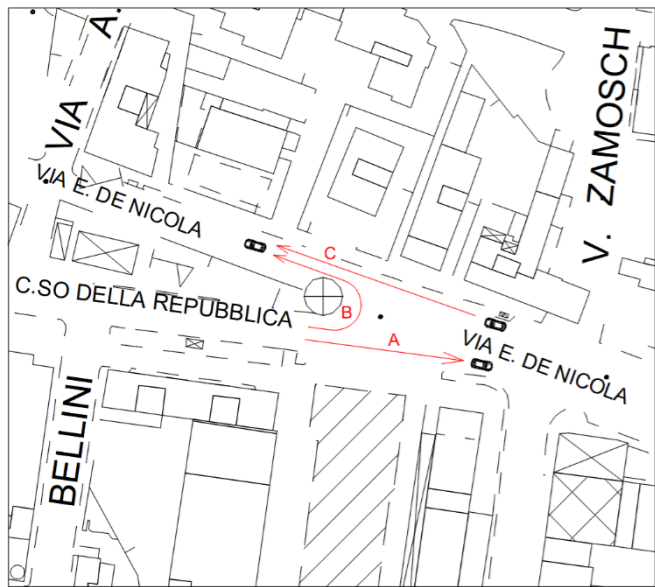 VIA A.
V. ZAMOSCH
VIA E. DE NICOLA
C
C.SO DELLA REPUBBLICA
B
A
VIA E. DE NICOLA
BELLINI